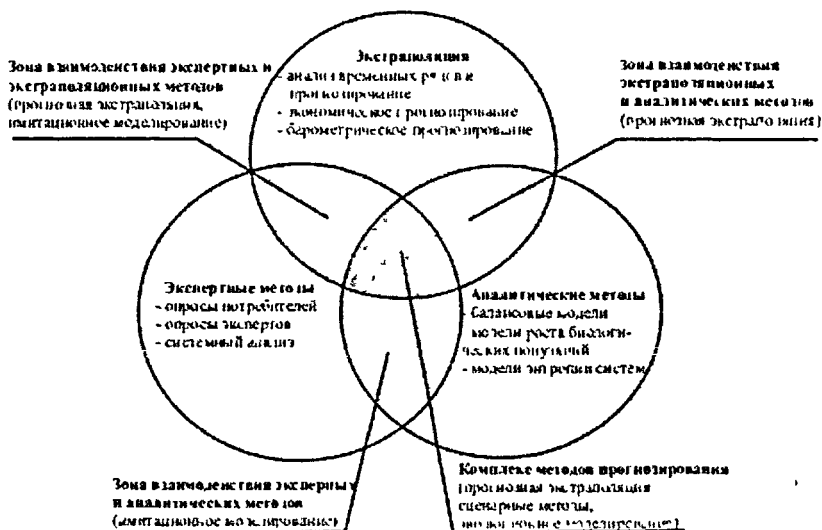 Экстраполяция
- анализ временных рядов и
прогнозирование
- экономическое прогнозирование
- барометрическое прогнозирование
Зона взаимодействия экспертных и
экстраполяционных методов
(прогнозная экстраполяция,
имитационное моделирование)
Зона взаимодействия
экстраполяционных
и аналитических методов
(прогнозная экстраполяция)
Экспертные методы
- опросы потребителей
- опросы экспертов
- системный анализ
Аналитические методы
- балансовые модели
- модели роста биологи-
ческих популяций
- модели энтропии систем
Зона взаимодействия экспертных
и аналитических методов
(имитационное моделирование)
Комплекс методов прогнозирования
(прогнозная экстраполяция
сценарные методы,
моделирование)